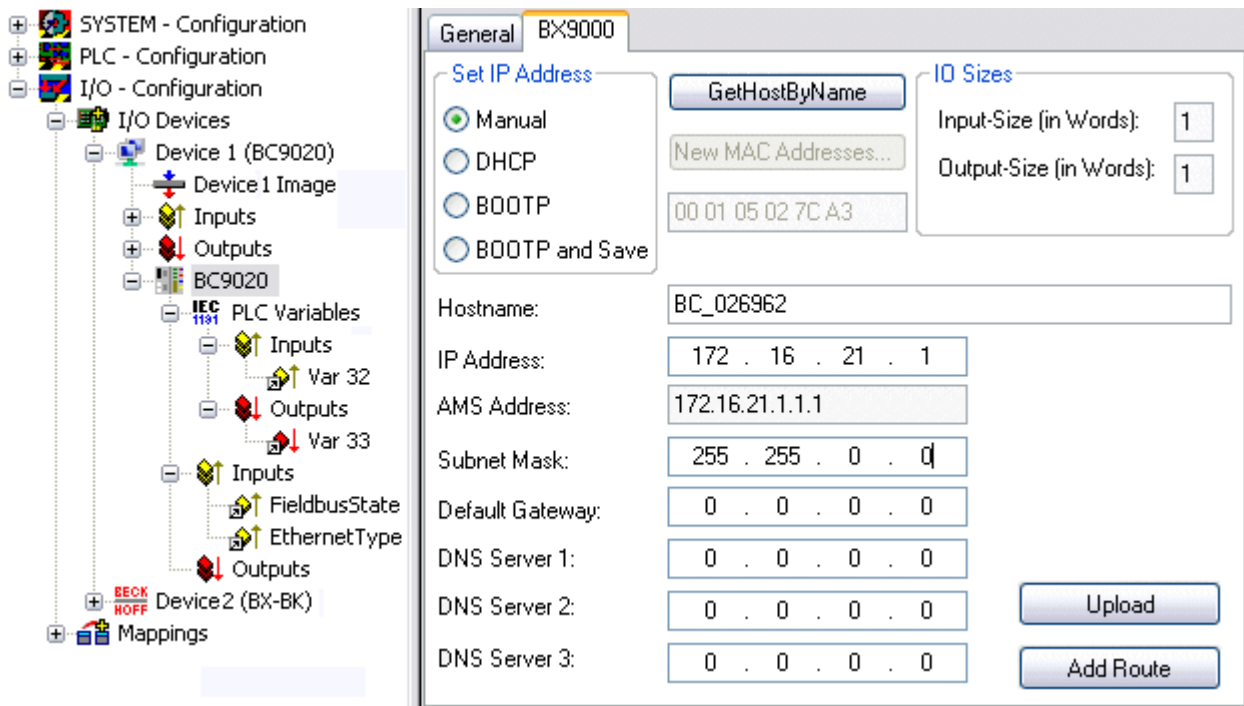 SYSTEM - Configuration
PLC - Configuration
I/O - Configuration
I/O Devices
Device 1 (BC9020)
Device1 Image
Inputs
Outputs
BC9020
IEC
1131
PLC Variables
Inputs
Var 32
Outputs
Var 33
Inputs
FieldbusState
EthernetType
Outputs
BECK
HOFF
Device2 (BX-BK)
Mappings
General BX9000
Set IP Address
Manual
DHCP
BOOTP
BOOTP and Save
GetHostByName
New MAC Addresses...
00 01 05 02 7C A3
IO Sizes
Input-Size (in Words): 1
Output-Size (in Words): 1
Hostname: BC_026962
IP Address: 172 . 16 . 21 . 1
AMS Address: 172.16.21.1.1.1
Subnet Mask: 255 . 255 . 0 . 0
Default Gateway: 0 . 0 . 0 . 0
DNS Server 1: 0 . 0 . 0 . 0
DNS Server 2: 0 . 0 . 0 . 0
DNS Server 3: 0 . 0 . 0 . 0
Upload
Add Route